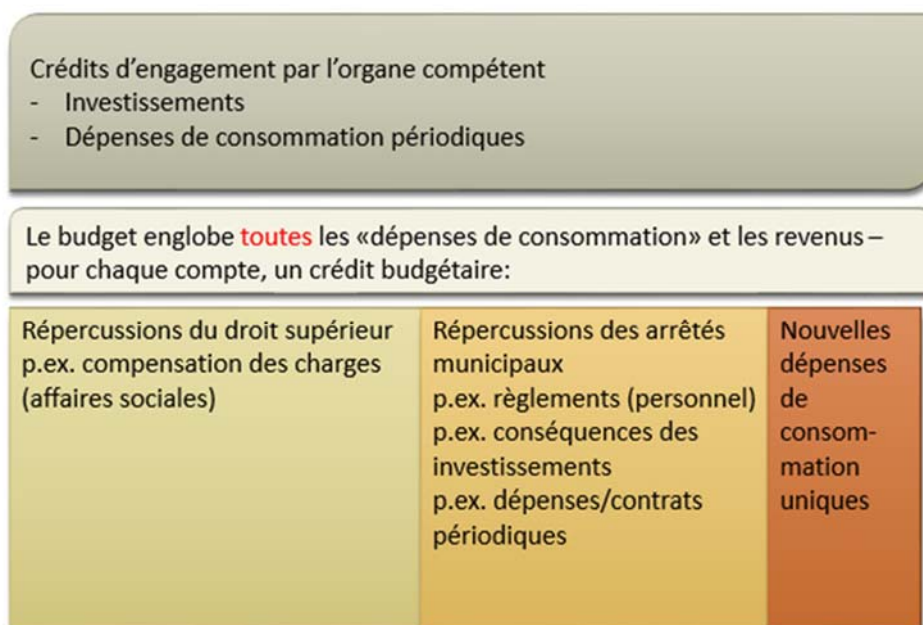 Crédits d’engagement par l’organe compétent
- Investissements
- Dépenses de consommation périodiques
Le budget englobe toutes les «dépenses de consommation» et les revenus –
pour chaque compte, un crédit budgétaire:
Répercussions du droit supérieur
p.ex. compensation des charges
(affaires sociales)
Répercussions des arrêtés
municipaux
p.ex. règlements (personnel)
p.ex. conséquences des
investissements
p.ex. dépenses/contrats
périodiques
Nouvelles
dépenses
de
consom-
mation
uniques